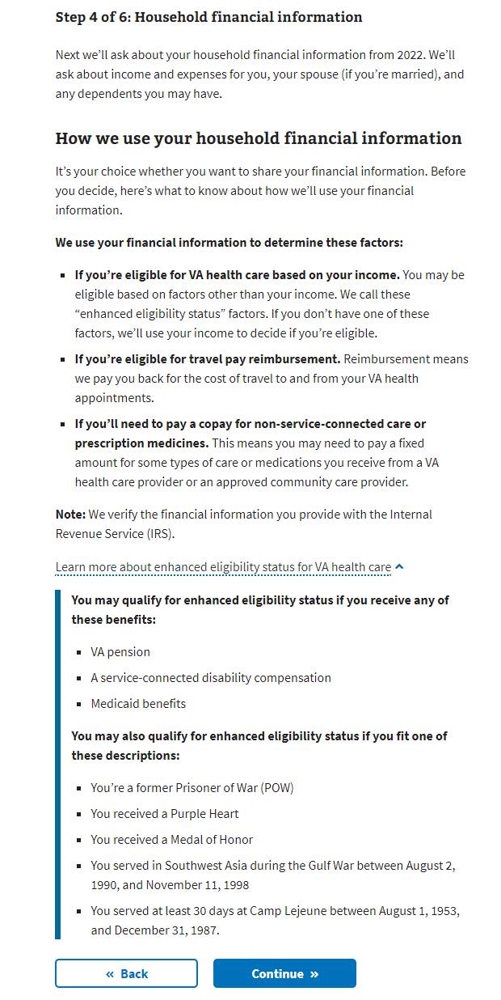 Step 4 of 6: Household financial information
Next we’ll ask about your household financial information from 2022. We’ll
ask about income and expenses for you, your spouse (if you’re married), and
any dependents you may have.
How we use your household financial information
It’s your choice whether you want to share your financial information. Before
you decide, here’s what to know about how we’ll use your financial
information.
We use your financial information to determine these factors:
▪ If you’re eligible for VA health care based on your income. You may be
eligible based on factors other than your income. We call these
“enhanced eligibility status” factors. If you don’t have one of these
factors, we’ll use your income to decide if you’re eligible.
▪ If you’re eligible for travel pay reimbursement. Reimbursement means
we pay you back for the cost of travel to and from your VA health
appointments.
▪ If you’ll need to pay a copay for non-service-connected care or
prescription medicines. This means you may need to pay a fixed
amount for some types of care or medications you receive from a VA
health care provider or an approved community care provider.
Note: We verify the financial information you provide with the Internal
Revenue Service (IRS).
Learn more about enhanced eligibility status for VA health care
You may qualify for enhanced eligibility status if you receive any of
these benefits:
▪ VA pension
▪ A service-connected disability compensation
▪ Medicaid benefits
You may also qualify for enhanced eligibility status if you fit one of
these descriptions:
▪ You’re a former Prisoner of War (POW)
▪ You received a Purple Heart
▪ You received a Medal of Honor
▪ You served in Southwest Asia during the Gulf War between August 2,
1990, and November 11, 1998
▪ You served at least 30 days at Camp Lejeune between August 1, 1953,
and December 31, 1987.
« Back
Continue »